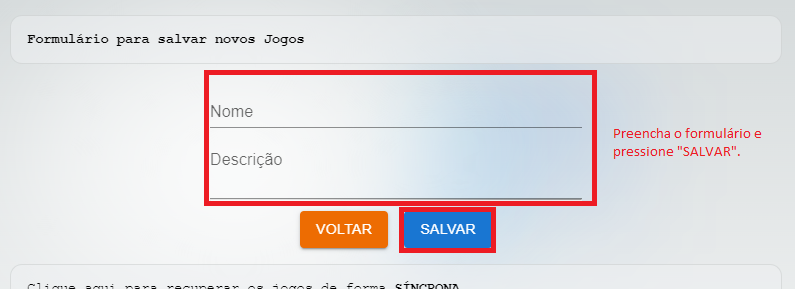 Formulário para salvar novos Jogos
Nome
Preencha o formulário e
pressione "SALVAR".
Descrição
VOLTAR SALVAR
Clique aqui para recuperar os jogos de forma SÍNCRONA